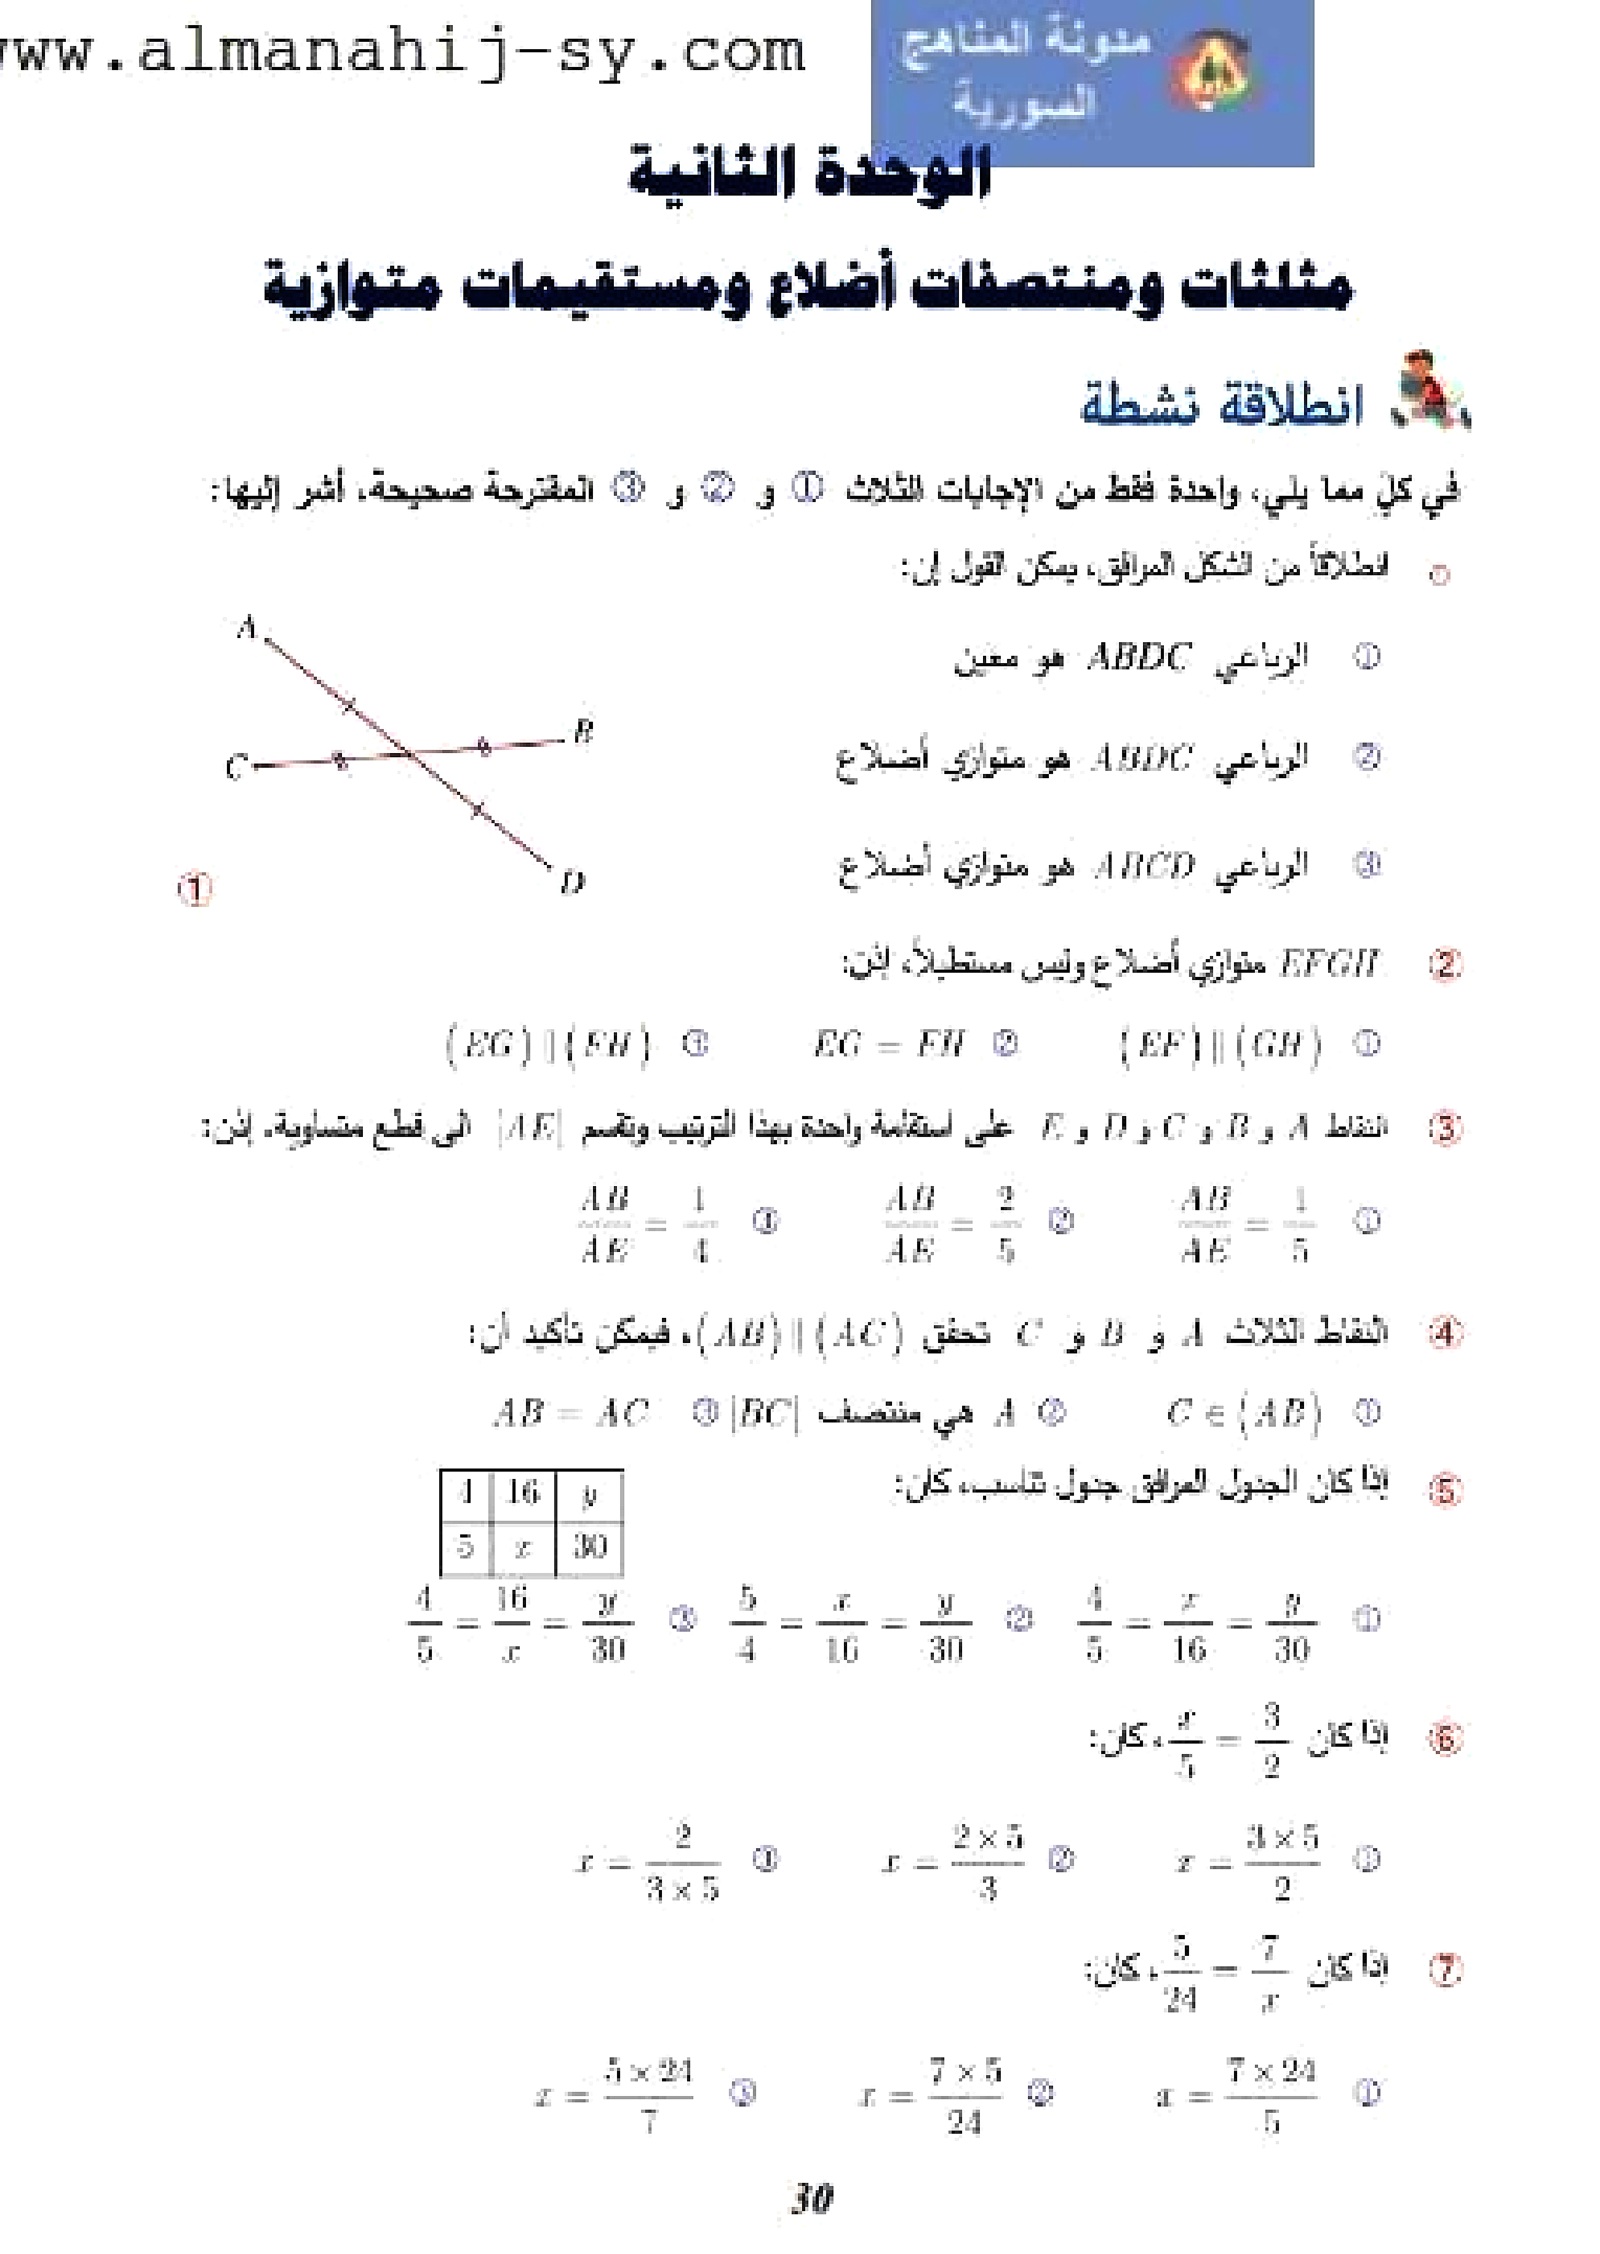 www.almanahij-sy.com
مدونة المناهج
السورية
الوحدة الثانية
مثلثات ومنتصفات أضلاع ومستقيمات متوازية
انطلاقة نشطة
في كلٍ مما يلي، واحدة فقط من الإجابات الثلاث ① و ② و ③ المقترحة صحيحة، أشر إليها:
انطلاقاً من الشكل المرافق، يمكن القول إن:
① الرباعي ABDC هو معين
② الرباعي ABDC هو متوازي أضلاع
③ الرباعي ABCD هو متوازي أضلاع
A
B
C
D
①
② EFGH متوازي أضلاع وليس مستطيلاً، إذن:
① (EF) || (GH) ② EG = FH ③ (EG) || (FH)
③ النقاط A و B و C و D و E على استقامة واحدة بهذا الترتيب وتقسم [AE] الى قطع متساوية، إذن:
① AB/AE = 1/5 ② AB/AE = 2/5 ③ AB/AE = 1/4
④ النقاط الثلاث A و B و C تحقق (AB) || (AC)، فيمكن تأكيد أن:
① C ∈ (AB) ② A هي منتصف [BC] ③ AB = AC
⑤ إذا كان الجدول المرافق جدول تناسب، كان:
4 16 y
5 x 30
① 4/5 = x/16 = y/30 ② 5/4 = x/16 = y/30 ③ 4/5 = 16/x = y/30
⑥ إذا كان 3/2 = x/5، كان:
① x = 3 × 5/2 ② x = 2 × 5/3 ③ x = 2/3 × 5
⑦ إذا كان 7/x = 5/24، كان:
① x = 7 × 24/5 ② x = 7 × 5/24 ③ x = 5 × 24/7
30